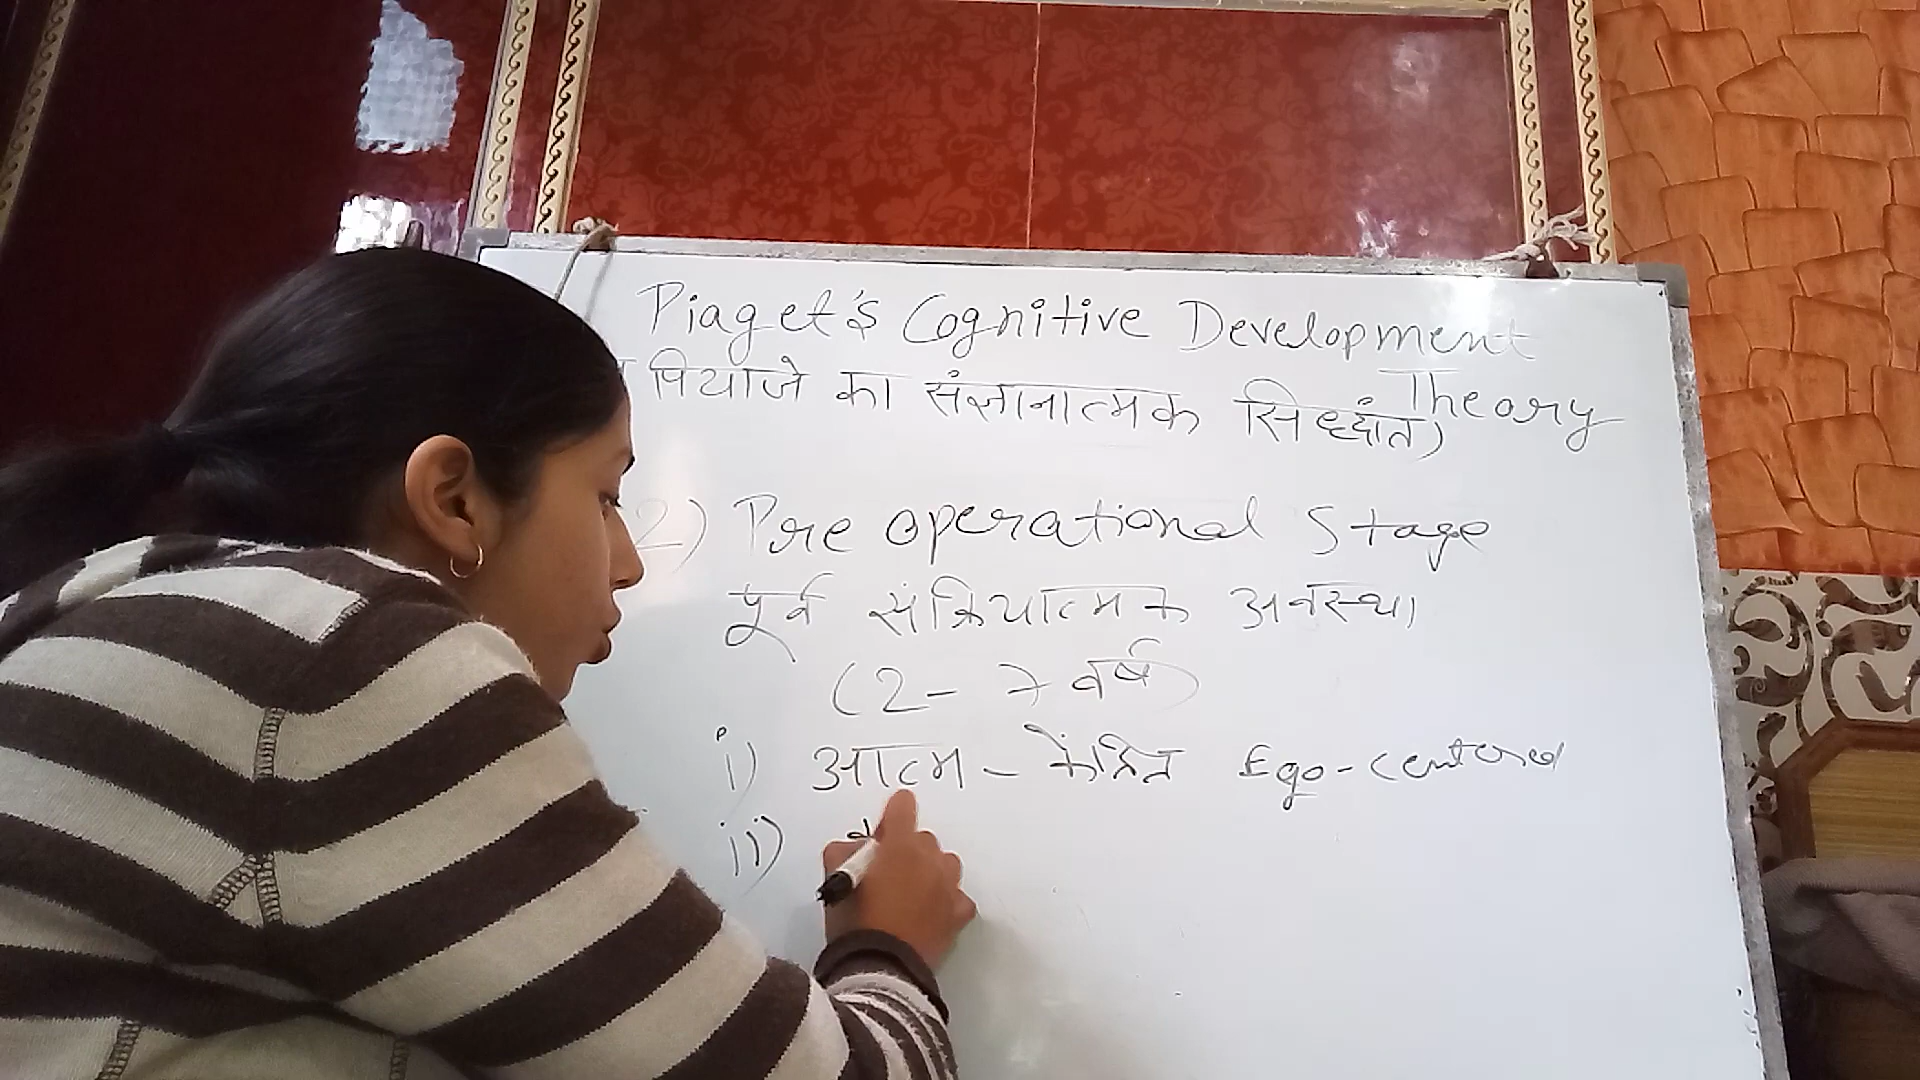 Piaget's Cognitive Development
Theory
पियाजे का संज्ञानात्मक सिध्दांत)
2) Pre operational Stage
पूर्व संक्रियात्मक अवस्था
(2 - 7 वर्ष)
i) आत्म - केंद्रित Ego-centered
ii)